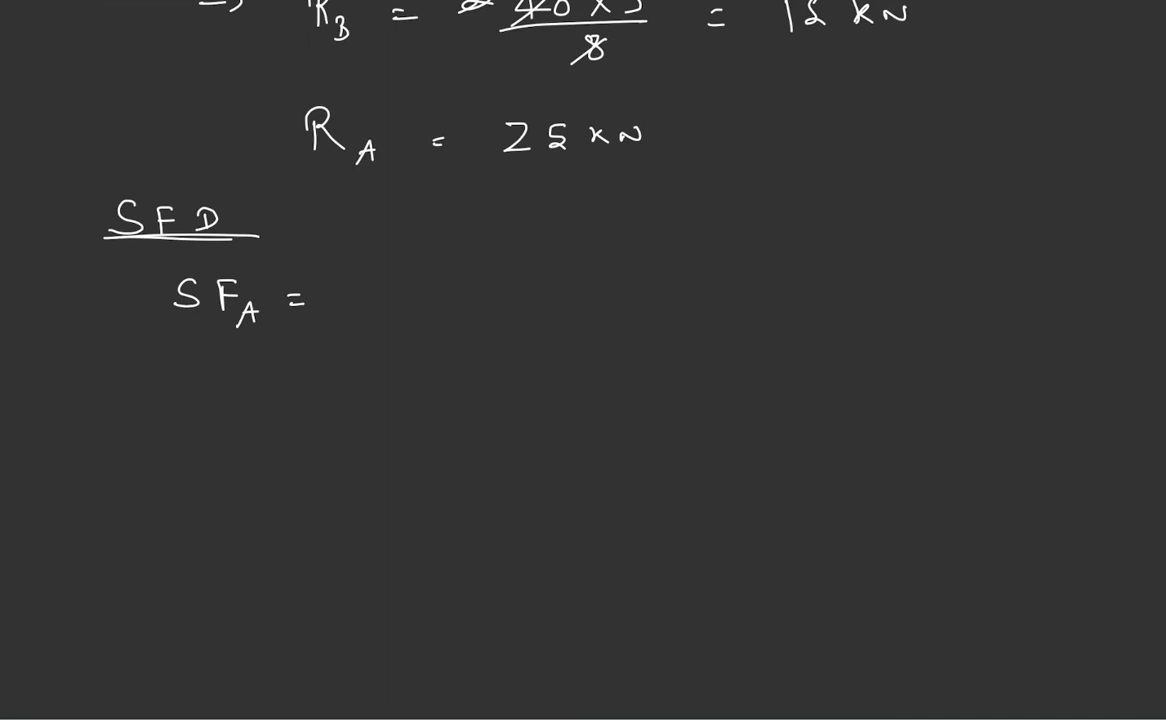 => R_B = 40 x 3 / 8 = 15 kN
R_A = 25 kN
SFD
SF_A =